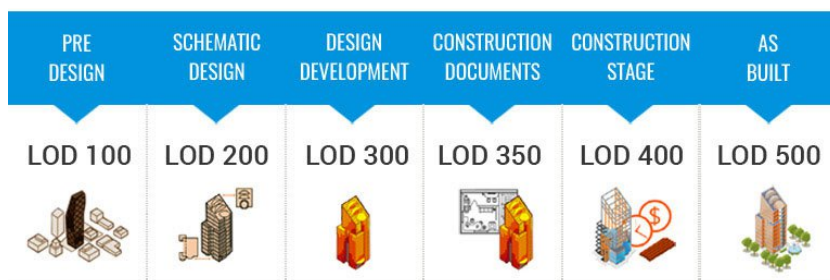 PRE
DESIGN
SCHEMATIC
DESIGN
DESIGN
DEVELOPMENT
CONSTRUCTION
DOCUMENTS
CONSTRUCTION
STAGE
AS
BUILT
LOD 100
LOD 200
LOD 300
LOD 350
LOD 400
LOD 500
$